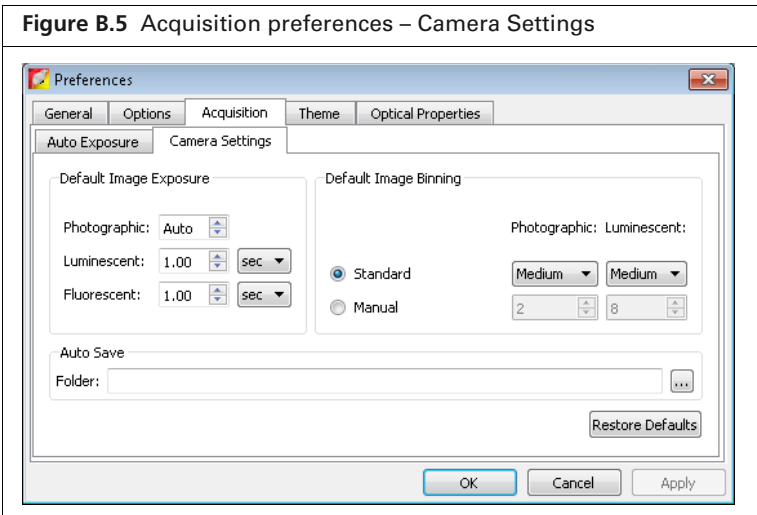 Figure B.5 Acquisition preferences – Camera Settings
Preferences
General Options Acquisition Theme Optical Properties
Auto Exposure Camera Settings
Default Image Exposure
Photographic: Auto
Luminescent: 1.00 sec
Fluorescent: 1.00 sec
Default Image Binning
Photographic: Luminescent:
Standard Medium Medium
Manual 2 8
Auto Save
Folder: ...
Restore Defaults
OK Cancel Apply